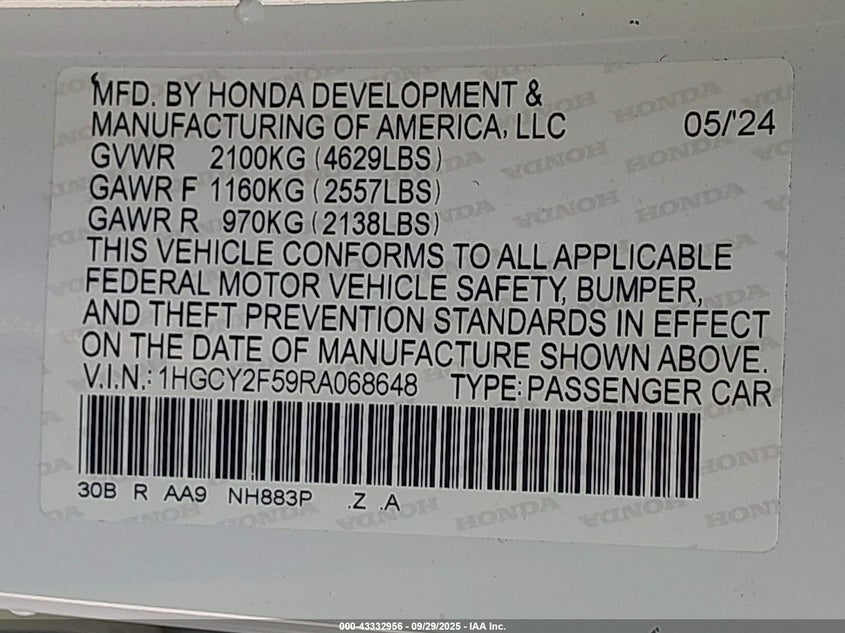 MFD. BY HONDA DEVELOPMENT &
MANUFACTURING OF AMERICA, LLC 05/'24
GVWR 2100KG (4629LBS)
GAWR F 1160KG (2557LBS)
GAWR R 970KG (2138LBS)
THIS VEHICLE CONFORMS TO ALL APPLICABLE
FEDERAL MOTOR VEHICLE SAFETY, BUMPER,
AND THEFT PREVENTION STANDARDS IN EFFECT
ON THE DATE OF MANUFACTURE SHOWN ABOVE.
V.I.N.: 1HGCY2F59RA068648 TYPE: PASSENGER CAR
30B R AA9 NH883P .Z .A
000-43332956 - 09/29/2025 - IAA Inc.